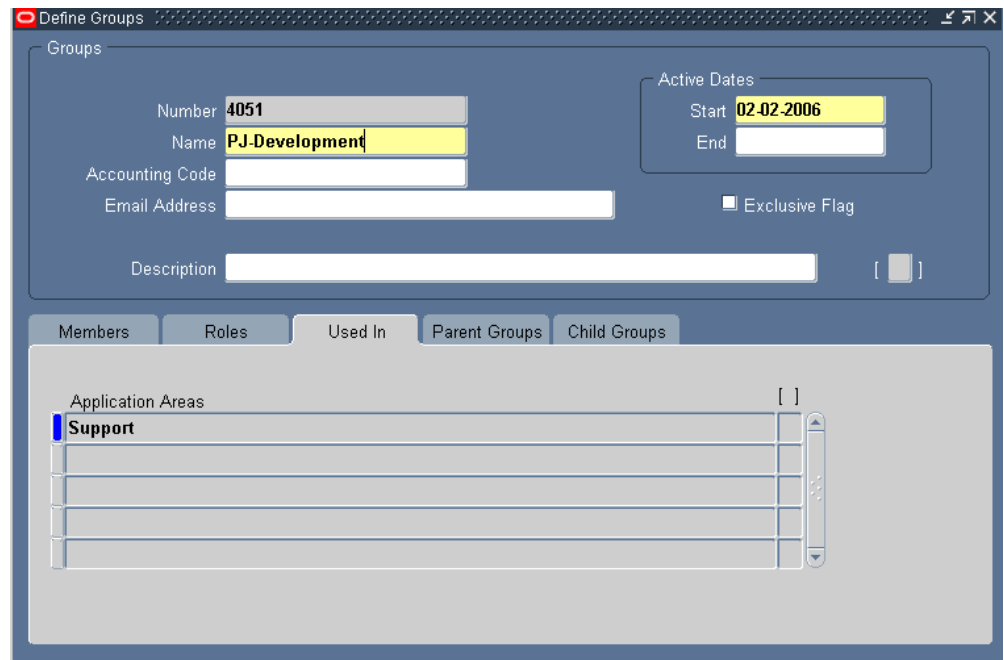 Define Groups
Groups
Active Dates
Number 4051
Start 02-02-2006
Name PJ-Development
End
Accounting Code
Email Address
Exclusive Flag
Description
[ ]
Members Roles Used In Parent Groups Child Groups
Application Areas [ ]
Support